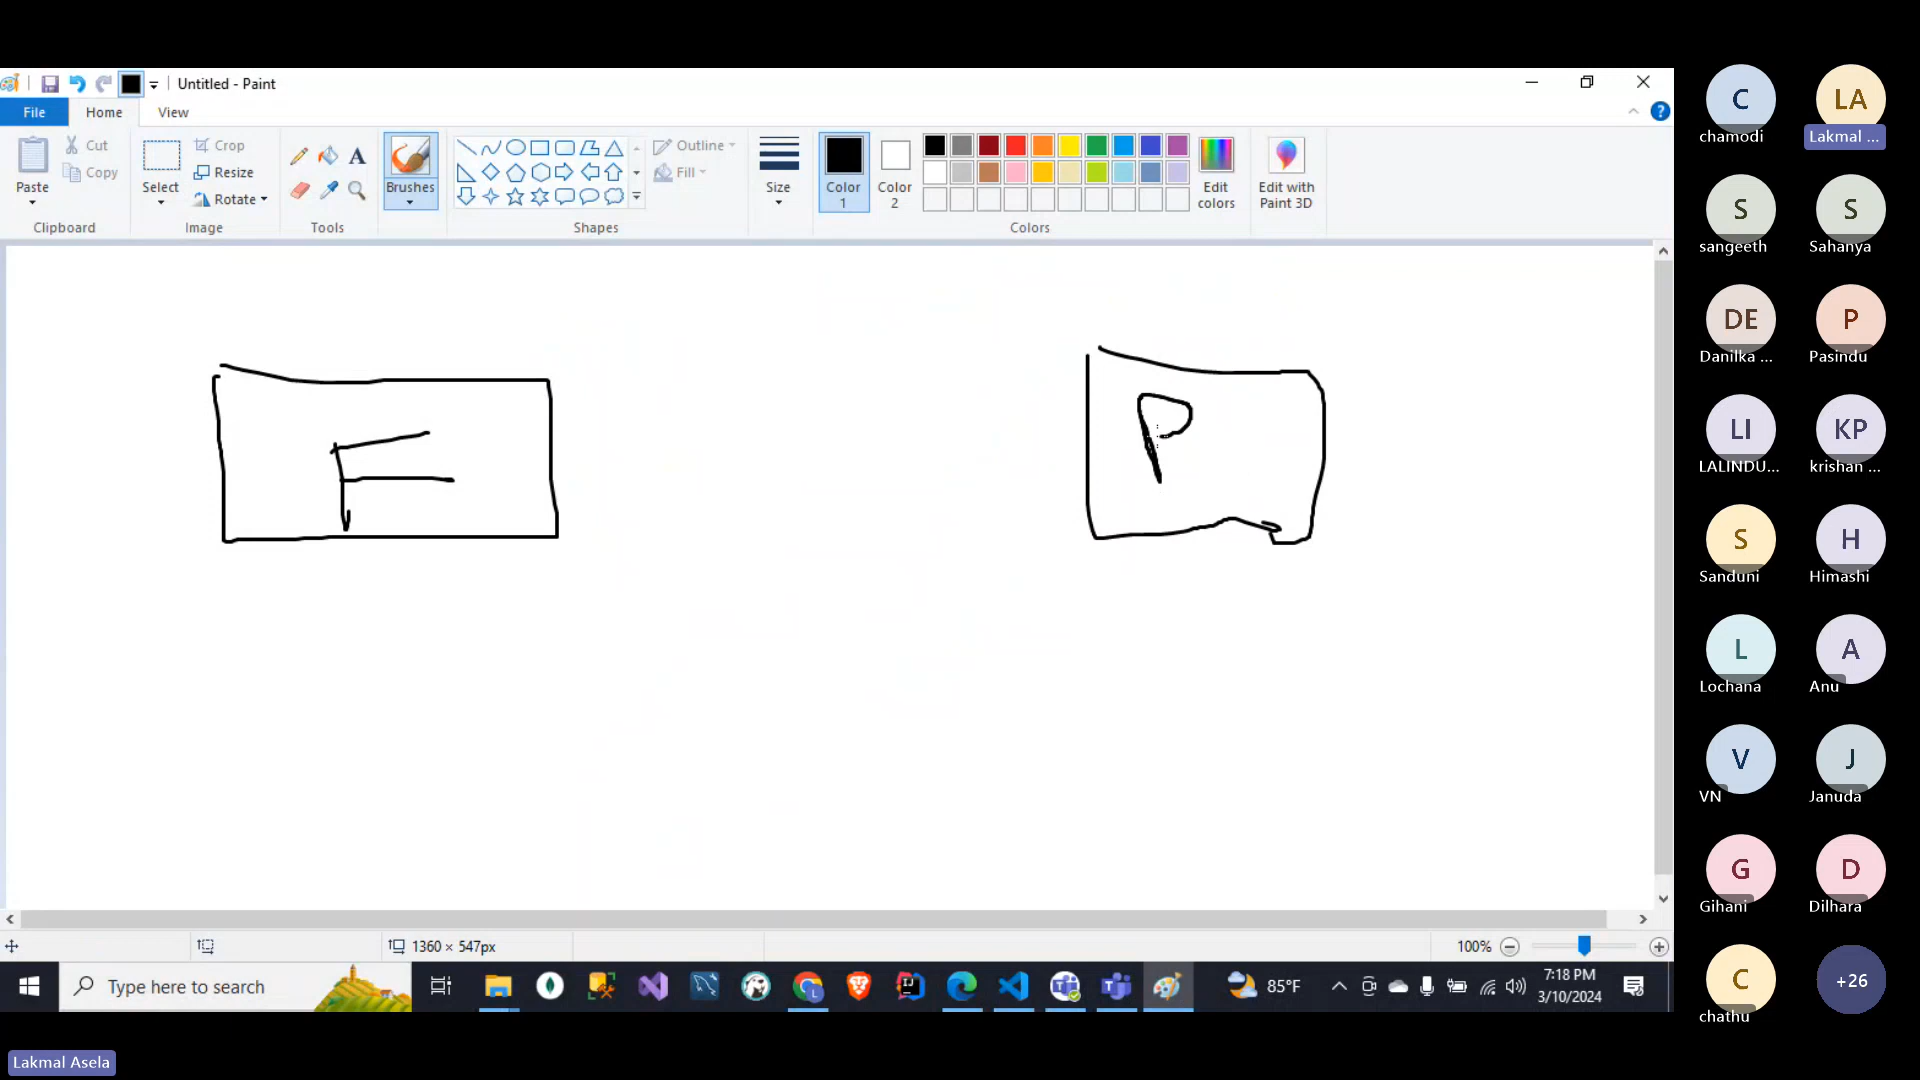 Untitled - Paint
File Home View
Paste
Cut
Copy
Clipboard
Select
Crop
Resize
Rotate
Image
A
Tools
Brushes
Shapes
Outline
Fill
Size
Color 1
Color 2
Edit colors
Edit with Paint 3D
Colors
F
P
1360 × 547px
100%
Type here to search
85°F
7:18 PM
3/10/2024
C
chamodi
LA
Lakmal ...
S
sangeeth
S
Sahanya
DE
Danilka ...
P
Pasindu
LI
LALINDU...
KP
krishan ...
S
Sanduni
H
Himashi
L
Lochana
A
Anu
V
VN
J
Januda
G
Gihani
D
Dilhara
C
chathu
+26
Lakmal Asela